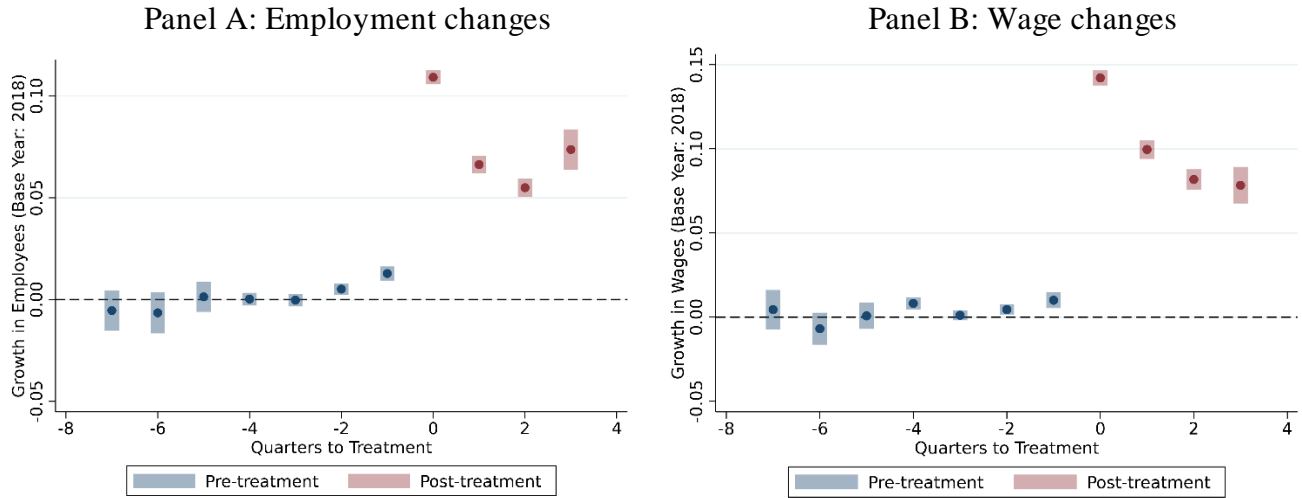 Panel A: Employment changes
Growth in Employees (Base Year: 2018)
0.10
0.05
0.00
-0.05
-8 -6 -4 -2 0 2 4
Quarters to Treatment
Pre-treatment Post-treatment
Panel B: Wage changes
Growth in Wages (Base Year: 2018)
0.15
0.10
0.05
0.00
-0.05
-8 -6 -4 -2 0 2 4
Quarters to Treatment
Pre-treatment Post-treatment